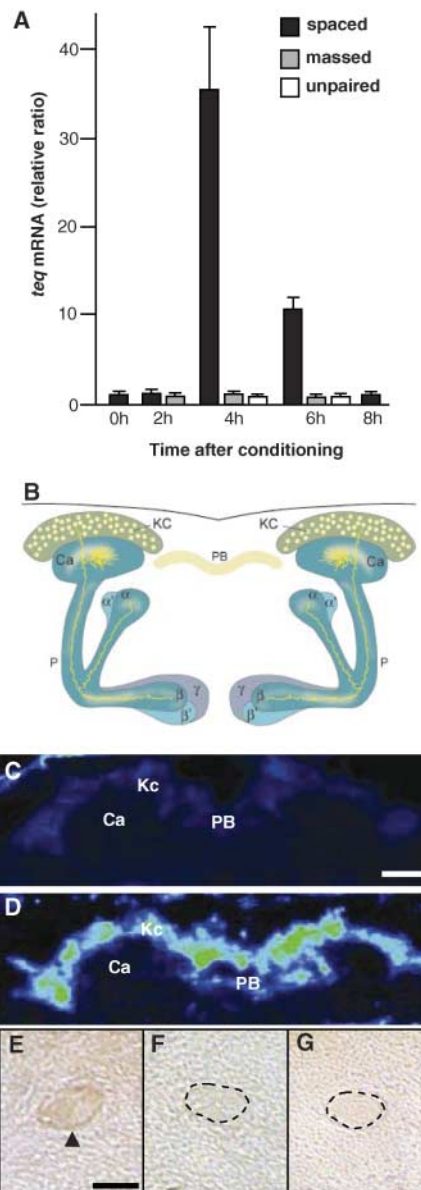 A
spaced
massed
unpaired
teq mRNA (relative ratio)
40
30
20
10
0
0h 2h 4h 6h 8h
Time after conditioning
B
KC KC
PB
Ca Ca
α' α α α'
P P
β γ γ β
β' β'
C
Kc
Ca PB
D
Kc
Ca PB
E F G